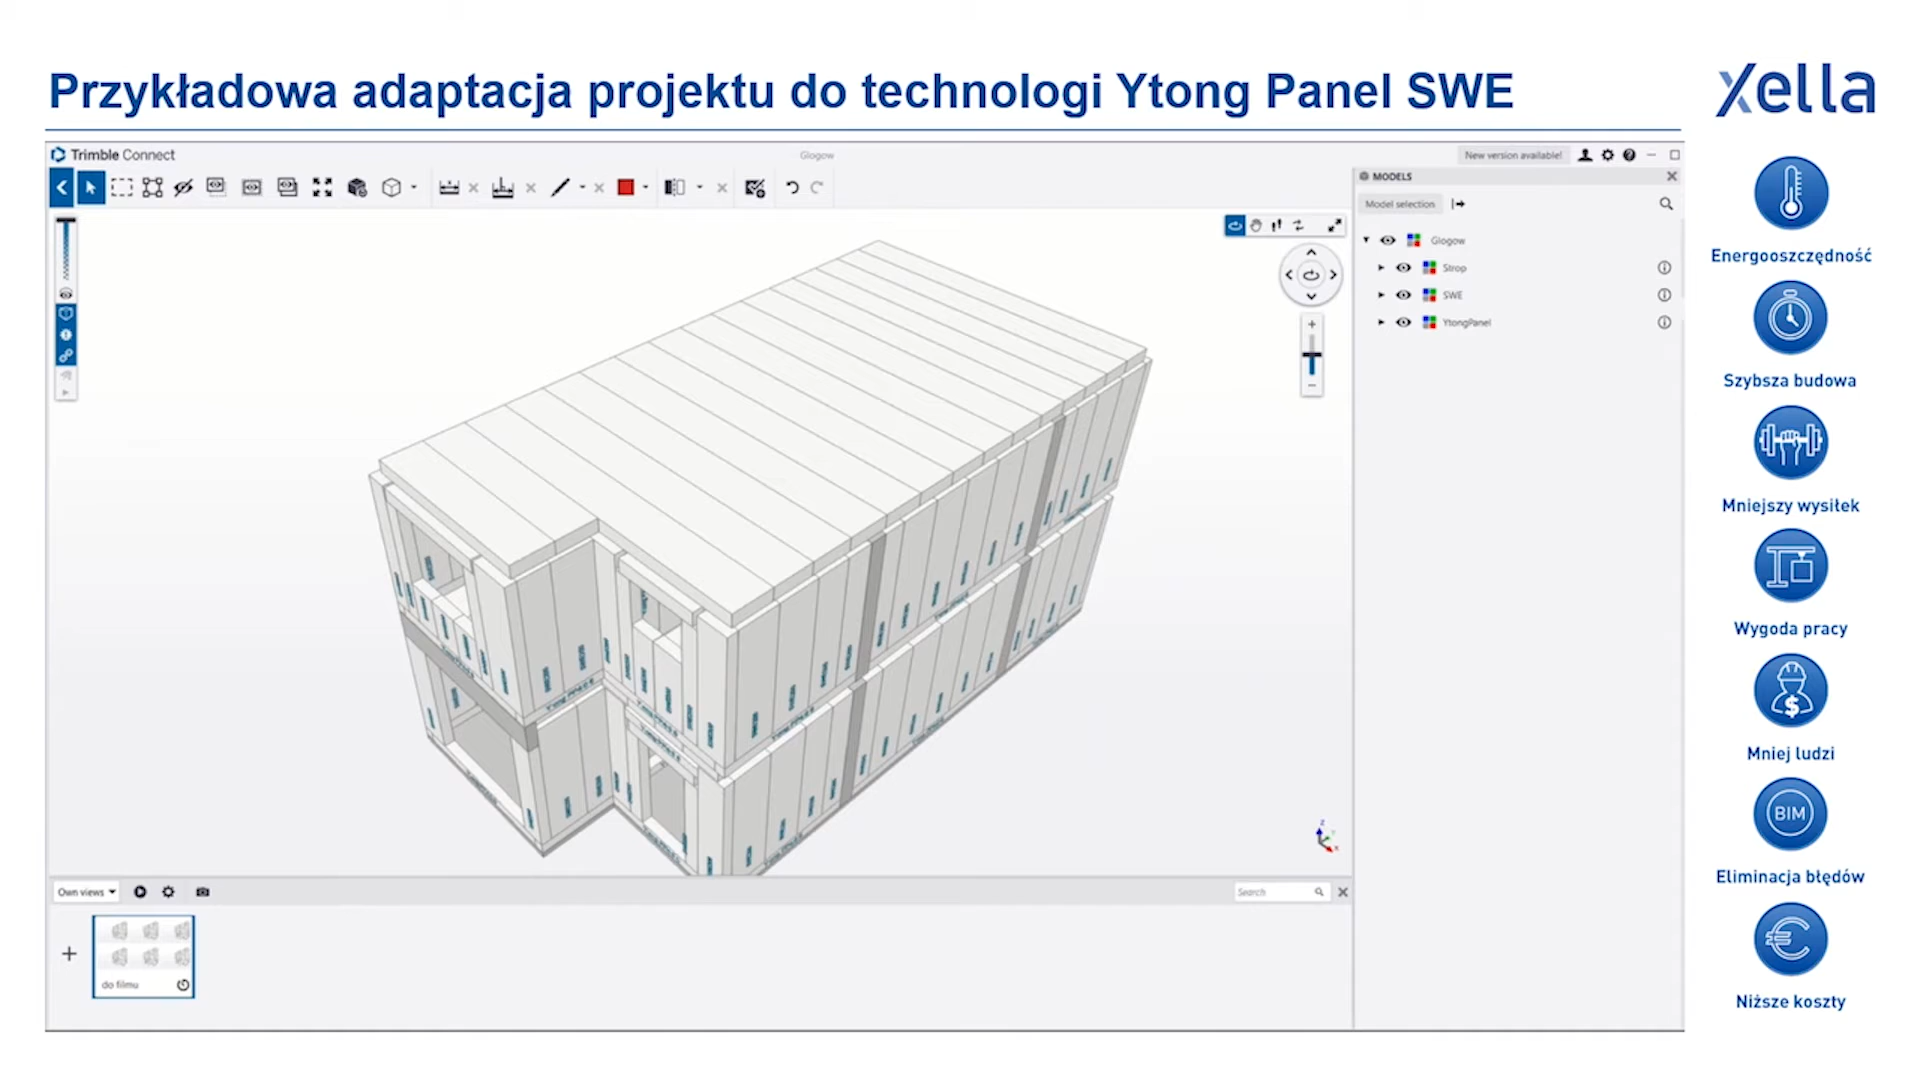 Przykładowa adaptacja projektu do technologi Ytong Panel SWE
Xella
Trimble Connect
Glogow
New version available!
MODELS
Model selection
Glogow
Strop
SWE
YtongPanel
Energooszczędność
Szybsza budowa
Mniejszy wysiłek
Wygoda pracy
Mniej ludzi
BIM
Eliminacja błędów
Niższe koszty
Own views
Search
do filmu